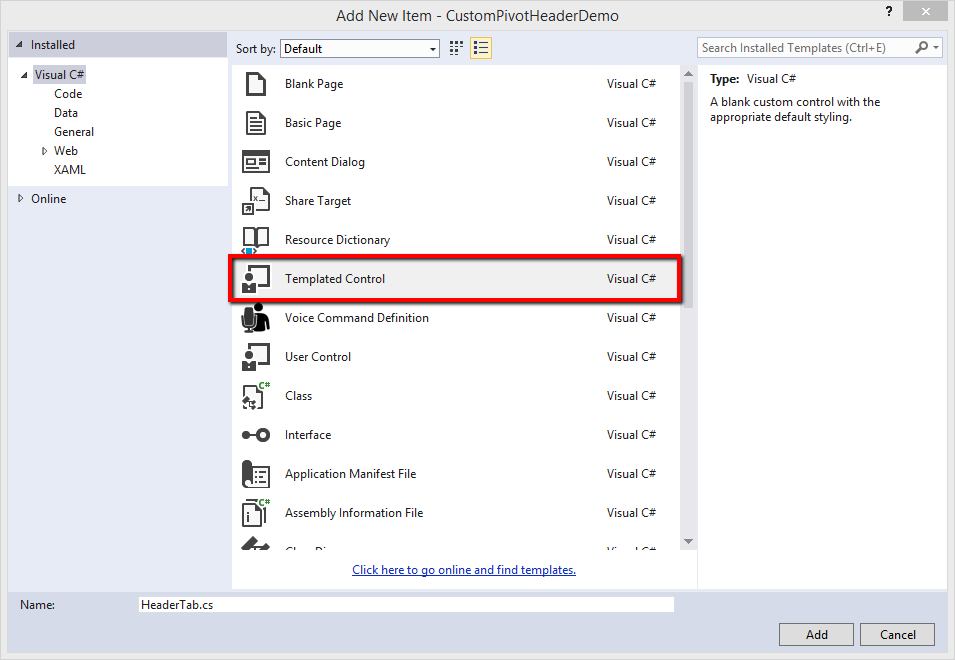 Add New Item - CustomPivotHeaderDemo
?
Installed
Sort by: Default
Search Installed Templates (Ctrl+E)
Visual C#
Code
Data
General
Web
XAML
Online
Blank Page Visual C#
Basic Page Visual C#
Content Dialog Visual C#
Share Target Visual C#
Resource Dictionary Visual C#
Templated Control Visual C#
Voice Command Definition Visual C#
User Control Visual C#
C#
Class Visual C#
Interface Visual C#
Application Manifest File Visual C#
C#
Assembly Information File Visual C#
Click here to go online and find templates.
Type: Visual C#
A blank custom control with the
appropriate default styling.
Name: HeaderTab.cs
Add Cancel